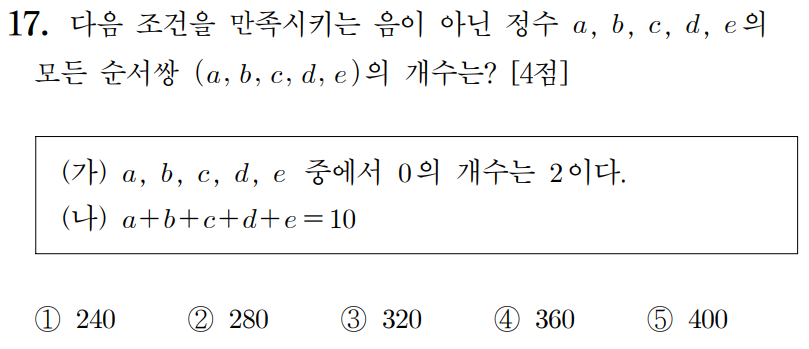 17. 다음 조건을 만족시키는 음이 아닌 정수 a, b, c, d, e의
모든 순서쌍 (a, b, c, d, e)의 개수는? [4점]
(가) a, b, c, d, e 중에서 0의 개수는 2이다.
(나) a+b+c+d+e=10
① 240 ② 280 ③ 320 ④ 360 ⑤ 400